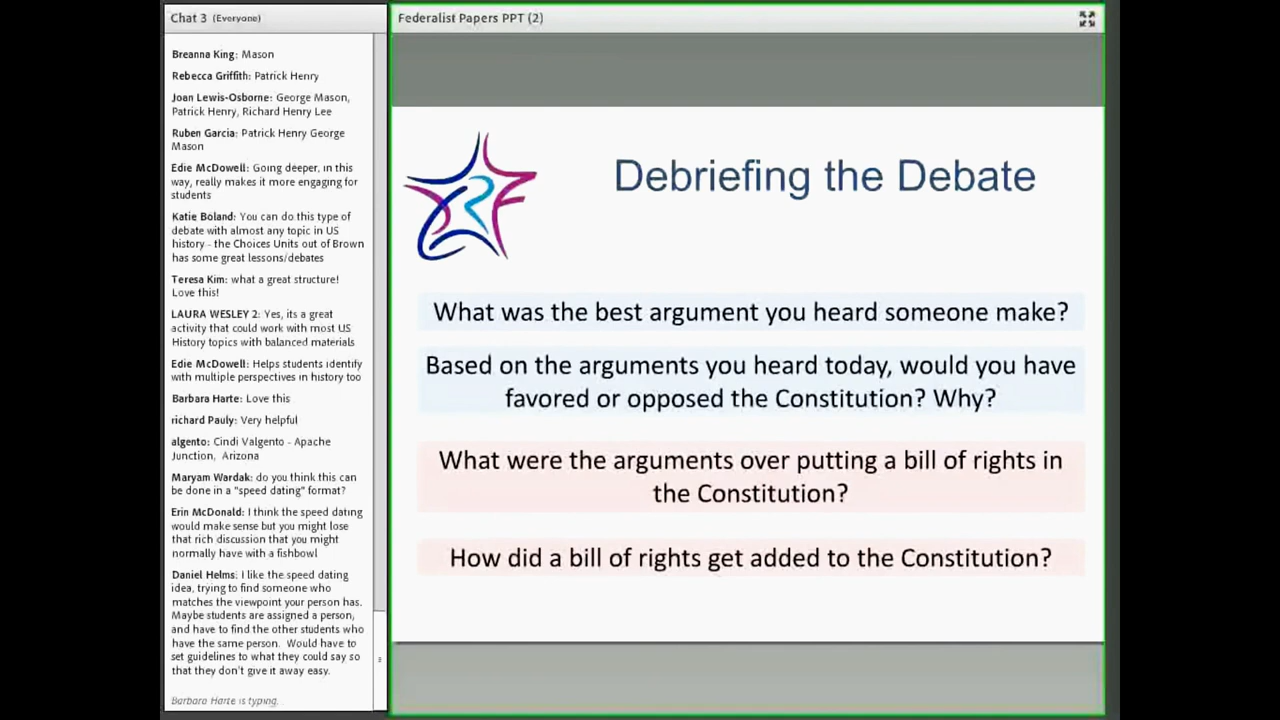 Chat 3 (Everyone)
Breanna King: Mason
Rebecca Griffith: Patrick Henry
Joan Lewis-Osborne: George Mason,
Patrick Henry, Richard Henry Lee
Ruben Garcia: Patrick Henry George
Mason
Edie McDowell: Going deeper, in this
way, really makes it more engaging for
students
Katie Boland: You can do this type of
debate with almost any topic in US
history - the Choices Units out of Brown
has some great lessons/debates
Teresa Kim: what a great structure!
Love this!
LAURA WESLEY 2: Yes, its a great
activity that could work with most US
History topics with balanced materials
Edie McDowell: Helps students identify
with multiple perspectives in history too
Barbara Harte: Love this
richard Pauly: Very helpful
algento: Cindi Valgento - Apache
Junction, Arizona
Maryam Wardak: do you think this can
be done in a "speed dating" format?
Erin McDonald: I think the speed dating
would make sense but you might lose
that rich discussion that you might
normally have with a fishbowl
Daniel Helms: I like the speed dating
idea, trying to find someone who
matches the viewpoint your person has.
Maybe students are assigned a person,
and have to find the other students who
have the same person. Would have to
set guidelines to what they could say so
that they don't give it away easy.
Barbara Harte is typing...
Federalist Papers PPT (2)
CRF
Debriefing the Debate
What was the best argument you heard someone make?
Based on the arguments you heard today, would you have
favored or opposed the Constitution? Why?
What were the arguments over putting a bill of rights in
the Constitution?
How did a bill of rights get added to the Constitution?